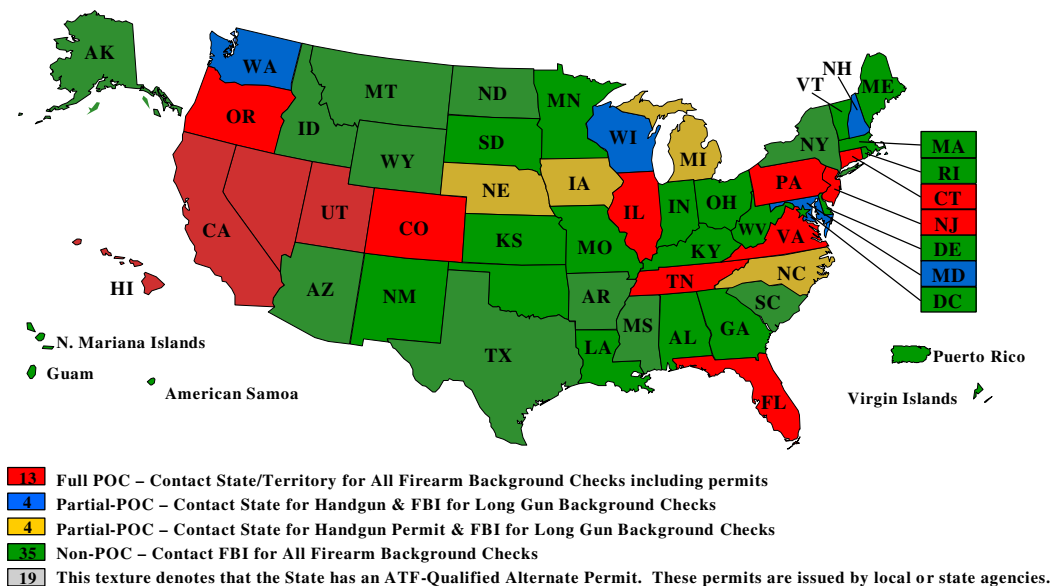 AK
WA
OR
ID
MT
ND
MN
SD
WY
NE
IA
WI
MI
NY
VT
NH
ME
MA
RI
CT
NJ
DE
MD
DC
PA
OH
IN
IL
CO
UT
CA
HI
KS
MO
KY
WV
VA
NC
TN
SC
AR
AZ
NM
TX
LA
MS
AL
GA
FL
N. Mariana Islands
Guam
American Samoa
Puerto Rico
Virgin Islands
13 Full POC – Contact State/Territory for All Firearm Background Checks including permits
4 Partial-POC – Contact State for Handgun & FBI for Long Gun Background Checks
4 Partial-POC – Contact State for Handgun Permit & FBI for Long Gun Background Checks
35 Non-POC – Contact FBI for All Firearm Background Checks
19 This texture denotes that the State has an ATF-Qualified Alternate Permit. These permits are issued by local or state agencies.